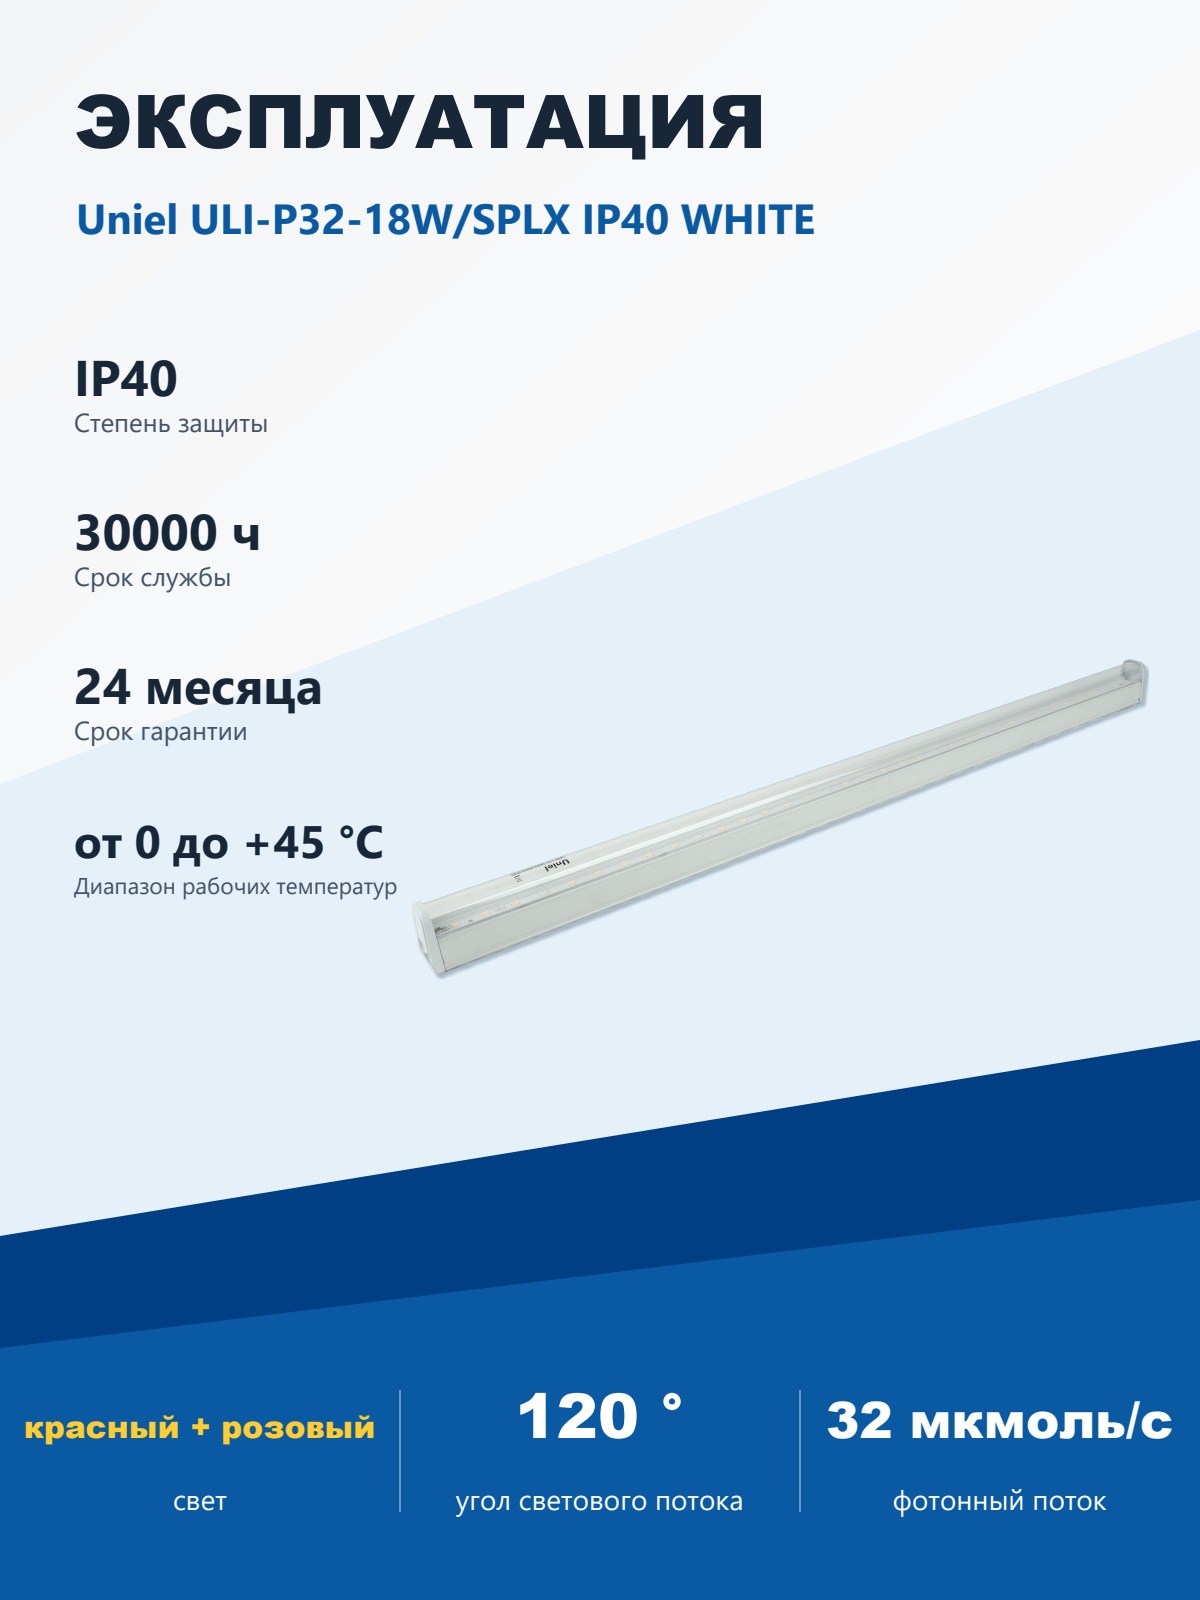 ЭКСПЛУАТАЦИЯ
Uniel ULI-P32-18W/SPLX IP40 WHITE
IP40
Степень защиты
30000 ч
Срок службы
24 месяца
Срок гарантии
от 0 до +45 °C
Диапазон рабочих температур
Uniel
красный + розовый
свет
120 °
угол светового потока
32 мкмоль/с
фотонный поток